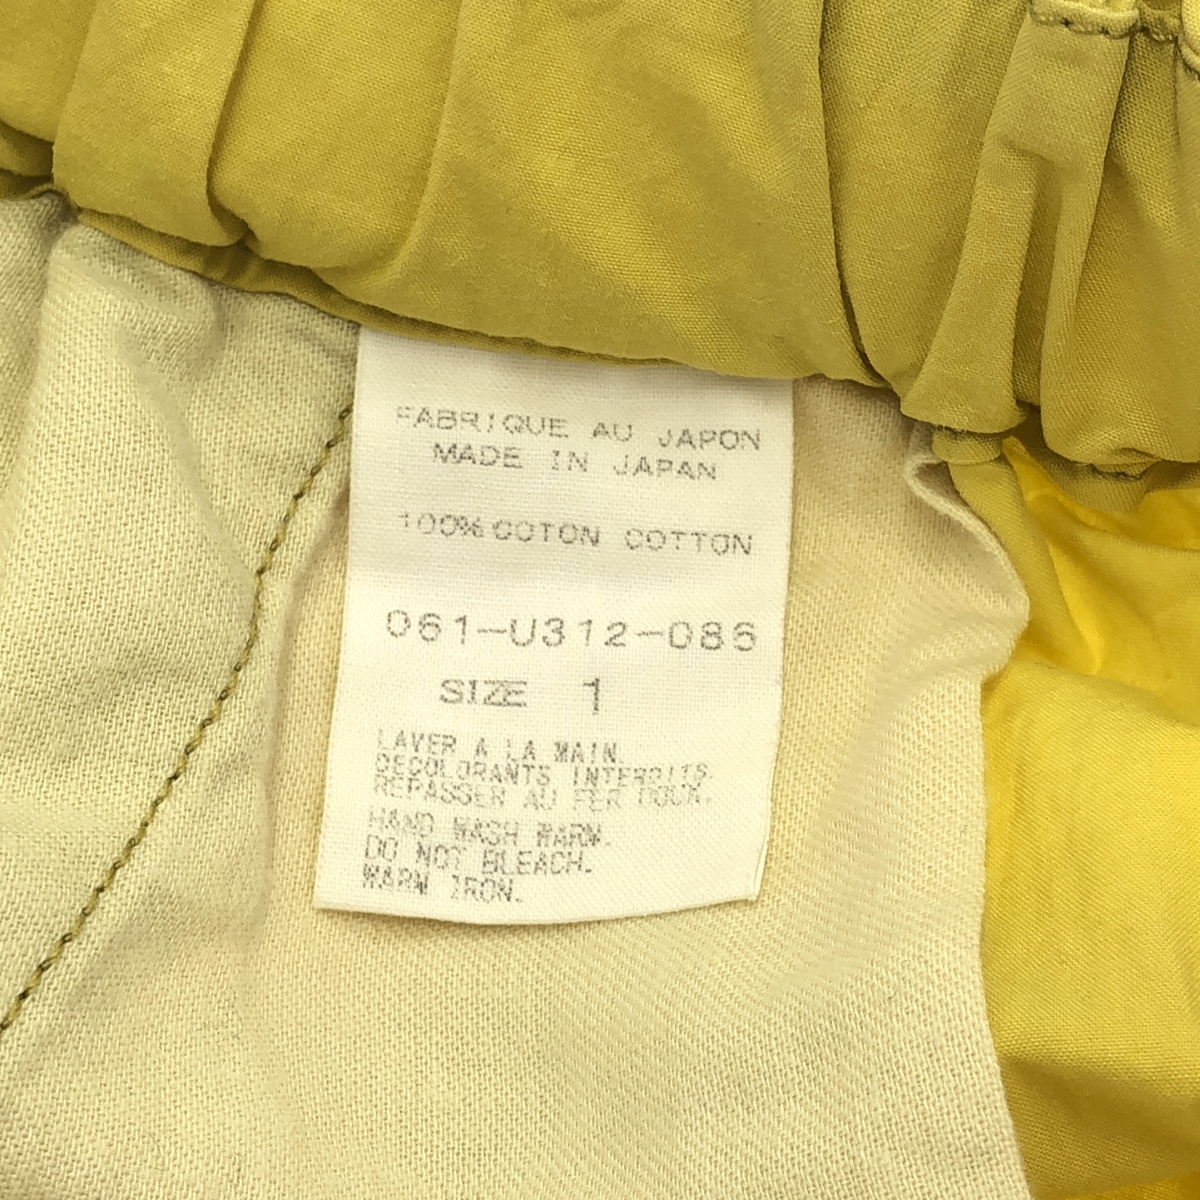 FABRIQUE AU JAPON
MADE IN JAPAN
100% COTON COTTON
061-U312-086
SIZE 1
LAVER A LA MAIN
DECOLORANTS INTERDITS.
REPASSER AU FER DOUX.
HAND WASH WARM.
DO NOT BLEACH.
WARM IRON.